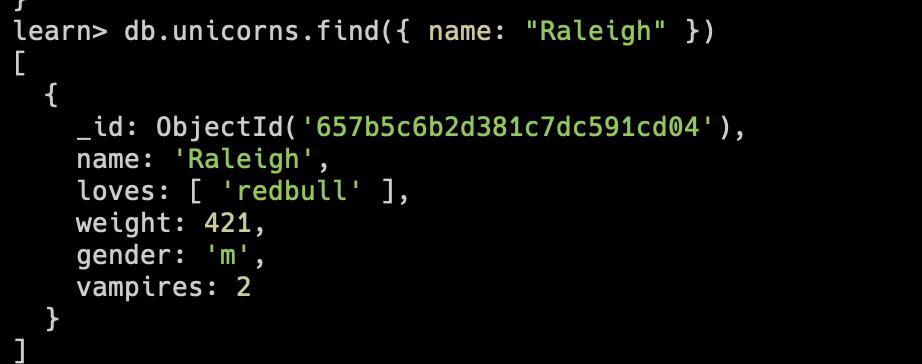 }
learn> db.unicorns.find({ name: "Raleigh" })
[
  {
    _id: ObjectId('657b5c6b2d381c7dc591cd04'),
    name: 'Raleigh',
    loves: [ 'redbull' ],
    weight: 421,
    gender: 'm',
    vampires: 2
  }
]